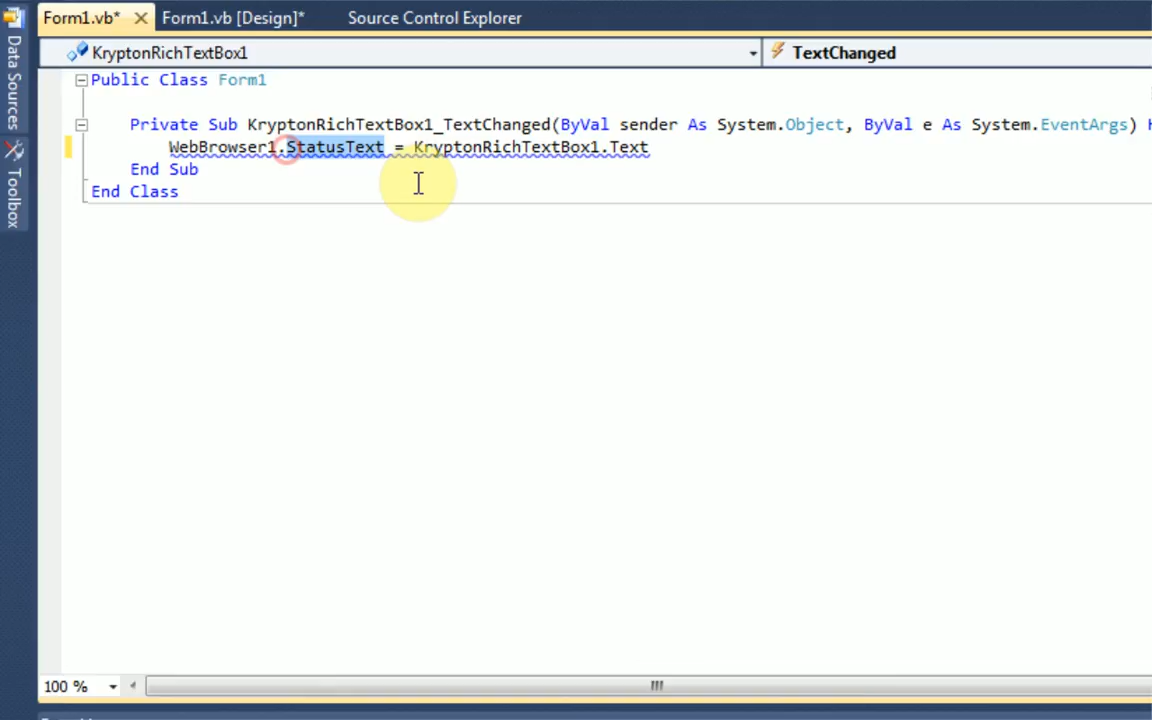 Form1.vb* Form1.vb [Design]* Source Control Explorer
Data Sources
Toolbox
KryptonRichTextBox1 TextChanged
Public Class Form1
Private Sub KryptonRichTextBox1_TextChanged(ByVal sender As System.Object, ByVal e As System.EventArgs)
WebBrowser1.StatusText = KryptonRichTextBox1.Text
End Sub
End Class
100 %